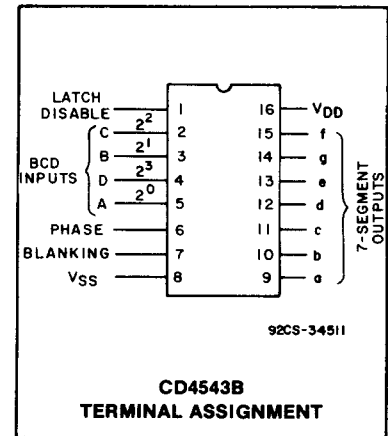 LATCH DISABLE 1 16 VDD
C 2² 2 15 f
B 2¹ 3 14 g
D 2³ 4 13 e
A 2⁰ 5 12 d
BCD INPUTS
PHASE 6 11 c
BLANKING 7 10 b
VSS 8 9 a
7-SEGMENT OUTPUTS
92CS-34511
CD4543B
TERMINAL ASSIGNMENT